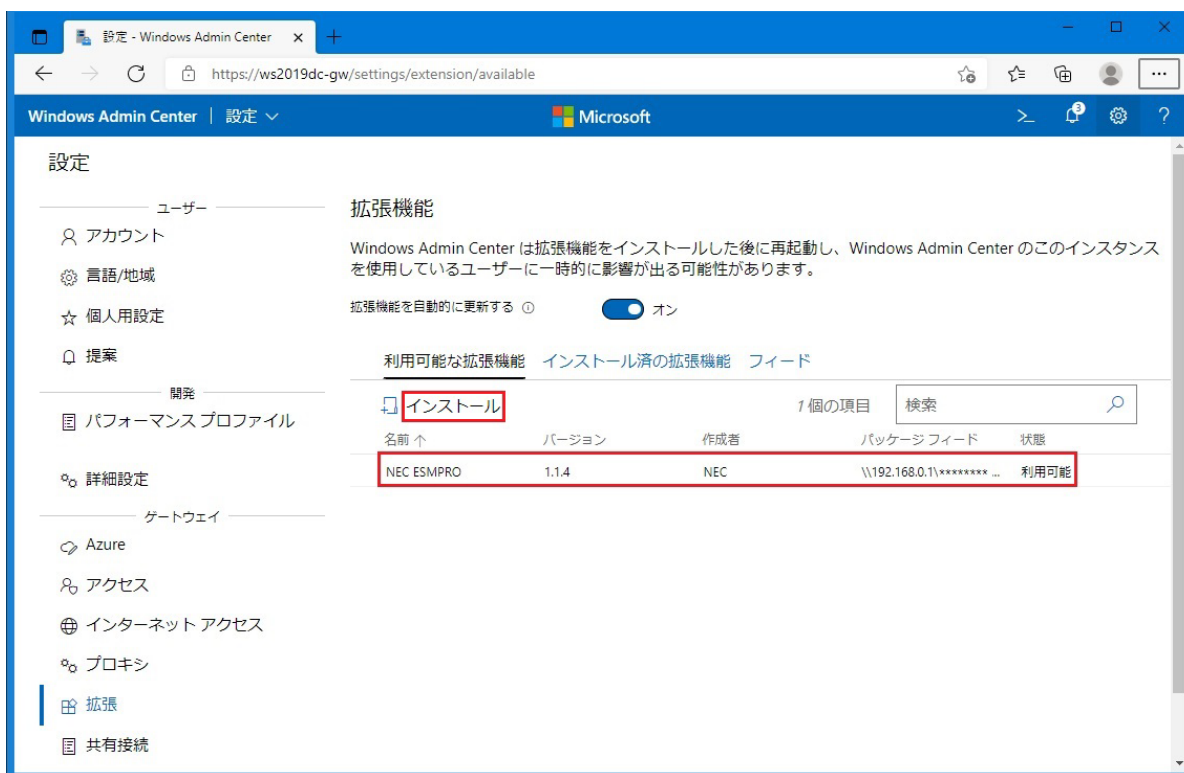 設定 - Windows Admin Center
https://ws2019dc-gw/settings/extension/available
Windows Admin Center | 設定
Microsoft
3
設定
ユーザー
アカウント
言語/地域
個人用設定
提案
開発
パフォーマンス プロファイル
詳細設定
ゲートウェイ
Azure
アクセス
インターネット アクセス
プロキシ
拡張
共有接続
拡張機能
Windows Admin Center は拡張機能をインストールした後に再起動し、Windows Admin Center のこのインスタンス
を使用しているユーザーに一時的に影響が出る可能性があります。
拡張機能を自動的に更新する オン
利用可能な拡張機能 インストール済の拡張機能 フィード
インストール 1 個の項目 検索
名前 ↑ バージョン 作成者 パッケージ フィード 状態
NEC ESMPRO 1.1.4 NEC \\192.168.0.1\******** ... 利用可能